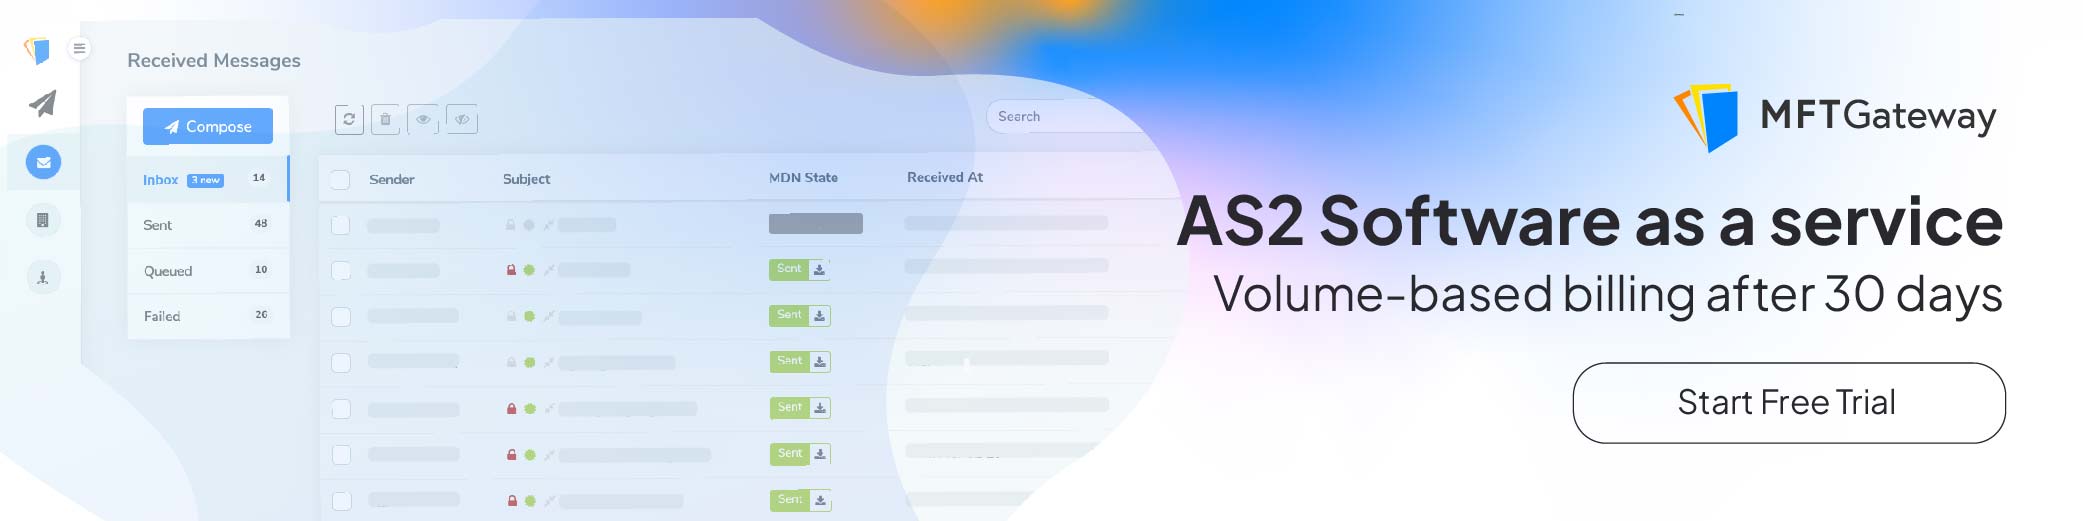 Received Messages
Compose
Inbox 3 new 14
Sent 48
Queued 10
Failed 26
Search
Sender Subject MDN State Received At
Sent
Sent
Sent
Sent
Sent
Sent
MFTGateway
AS2 Software as a service
Volume-based billing after 30 days
Start Free Trial